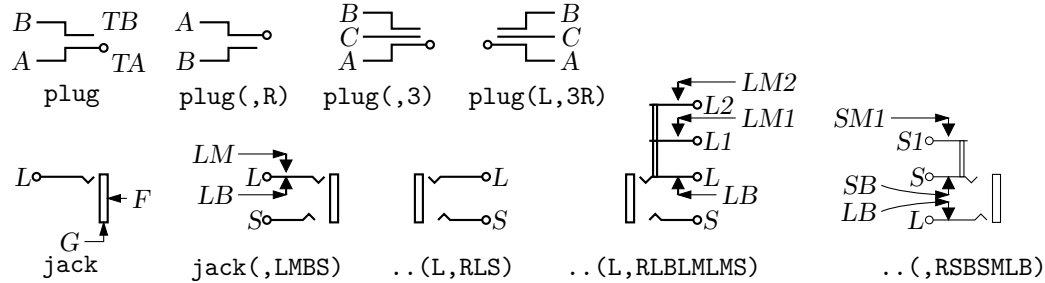 B TB A B B
C C
A TA B A A
plug plug(,R) plug(,3) plug(L,3R)
LM2
L2
LM1 SM1
LM L1 S1
L L L L S
F LB LB SB
LB
S S S L
G
jack jack(,LMBS) ..(L,RLS) ..(L,RLBLMLMS) ..(,RSBSMLB)